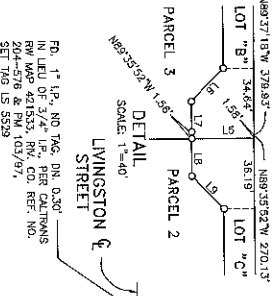 N89°37'18"W 379.93'
N89°35'52"W 270.13'
LOT "B"
LOT "C"
34.64'
36.19'
1.58'
L5
L6
L7
L8
L9
N89°35'52"W 1.56'
PARCEL 3
PARCEL 2
DETAIL
SCALE: 1"=40'
LIVINGSTON
STREET
FD. 1" I.P., NO TAG, DN. 0.30'
IN LIEU OF 3/4" I.P., PER CALTRANS
RW MAP 421533, RIV. CO. REF. NO.
204-576 & PM 103/97,
SET TAG LS 5529